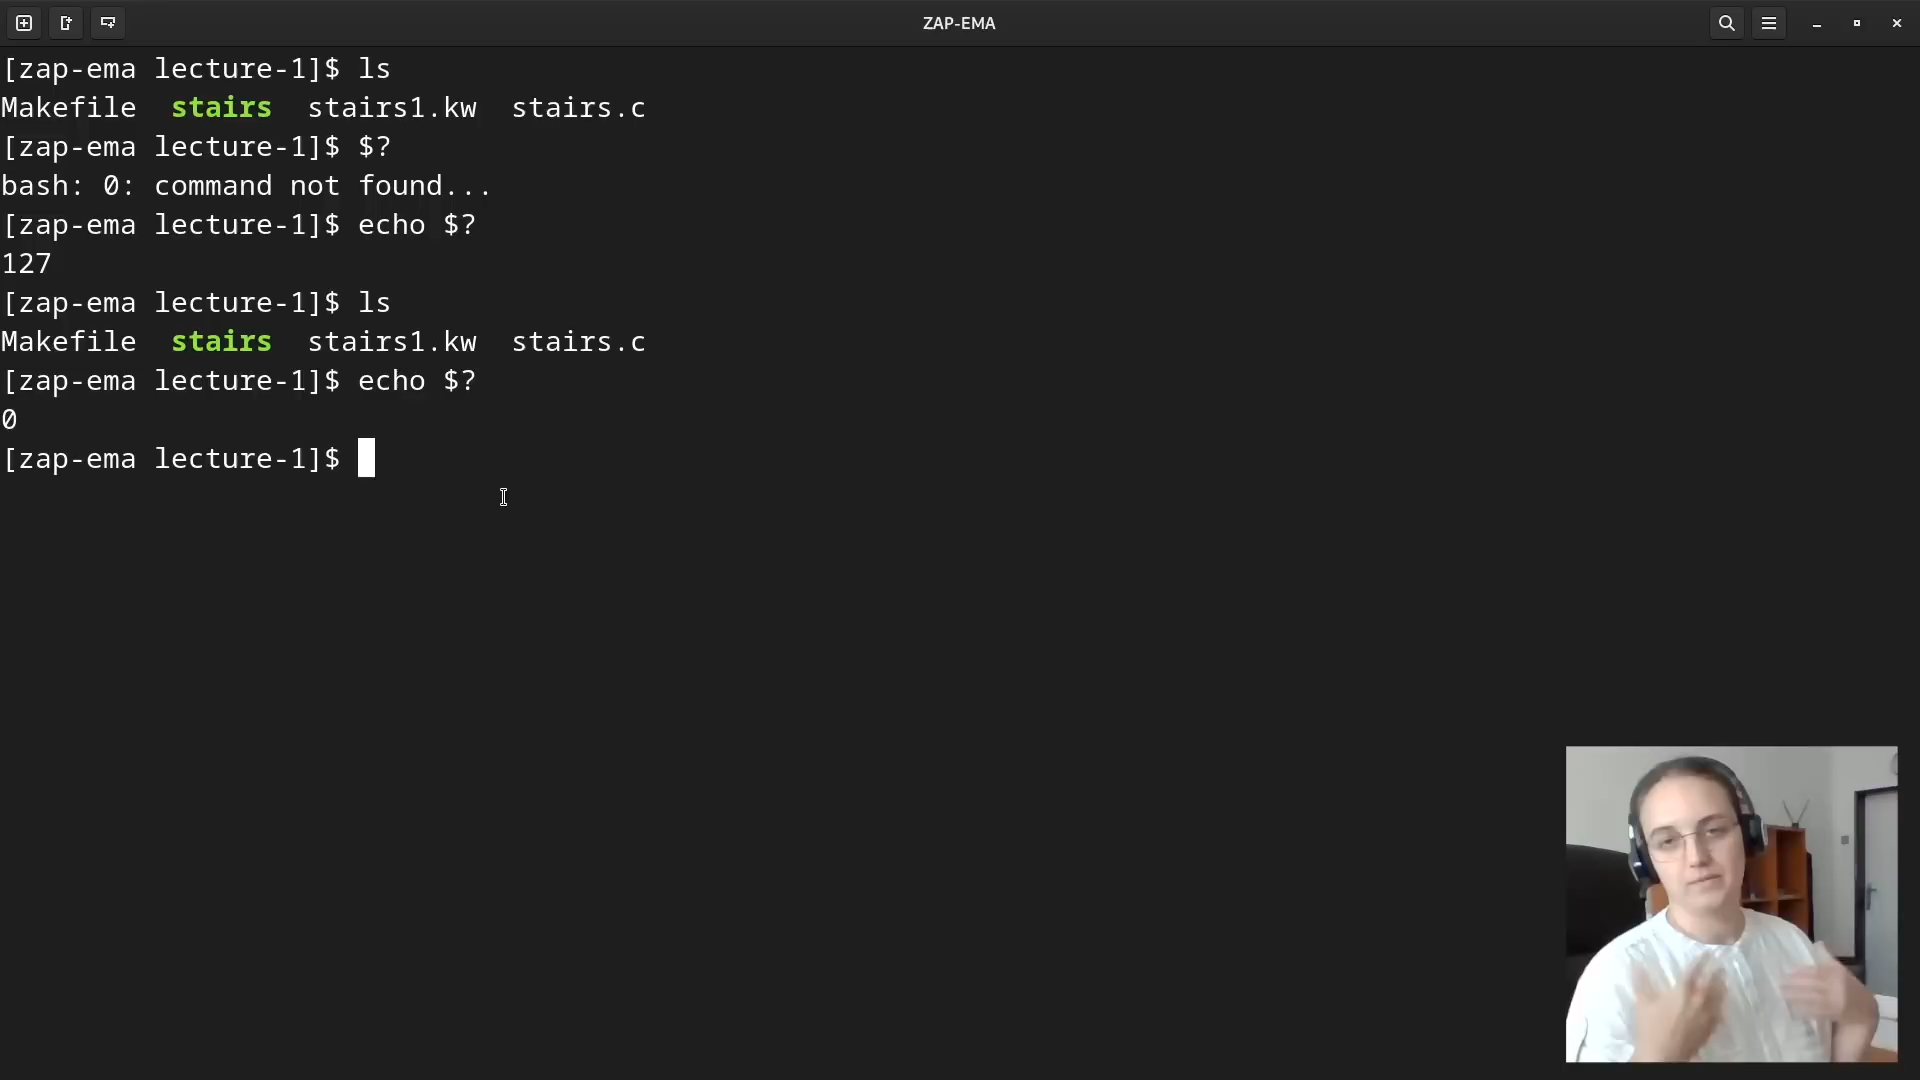 ZAP-EMA
[zap-ema lecture-1]$ ls
Makefile  stairs  stairs1.kw  stairs.c
[zap-ema lecture-1]$ $?
bash: 0: command not found...
[zap-ema lecture-1]$ echo $?
127
[zap-ema lecture-1]$ ls
Makefile  stairs  stairs1.kw  stairs.c
[zap-ema lecture-1]$ echo $?
0
[zap-ema lecture-1]$